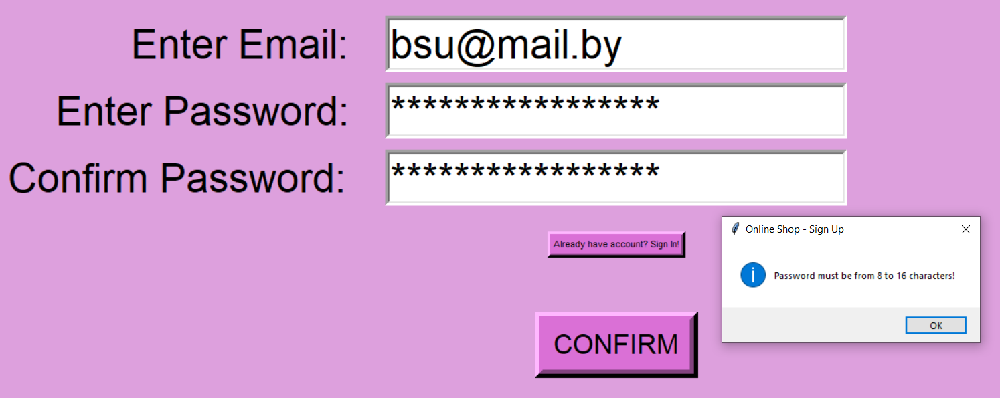 Enter Email: bsu@mail.by
Enter Password: *****************
Confirm Password: *****************
Already have account? Sign In!
Online Shop - Sign Up
Password must be from 8 to 16 characters!
OK
CONFIRM